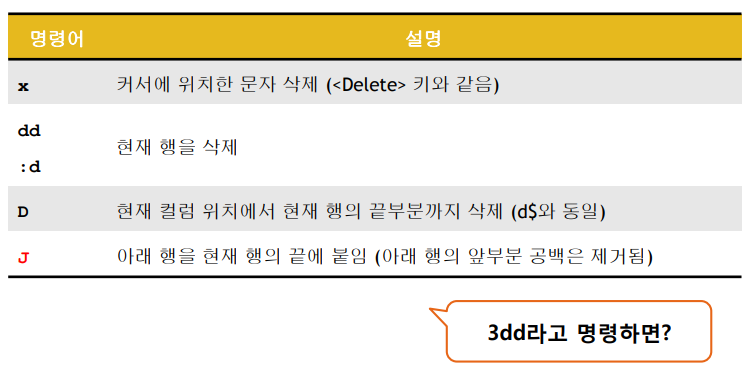 명령어 설명
x 커서에 위치한 문자 삭제 (<Delete> 키와 같음)
dd
:d
현재 행을 삭제
D 현재 컬럼 위치에서 현재 행의 끝부분까지 삭제 (d$와 동일)
J 아래 행을 현재 행의 끝에 붙임 (아래 행의 앞부분 공백은 제거됨)
3dd라고 명령하면?